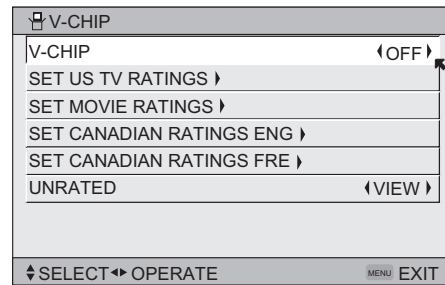 V-CHIP
V-CHIP OFF
SET US TV RATINGS
SET MOVIE RATINGS
SET CANADIAN RATINGS ENG
SET CANADIAN RATINGS FRE
UNRATED VIEW
SELECT OPERATE MENU EXIT